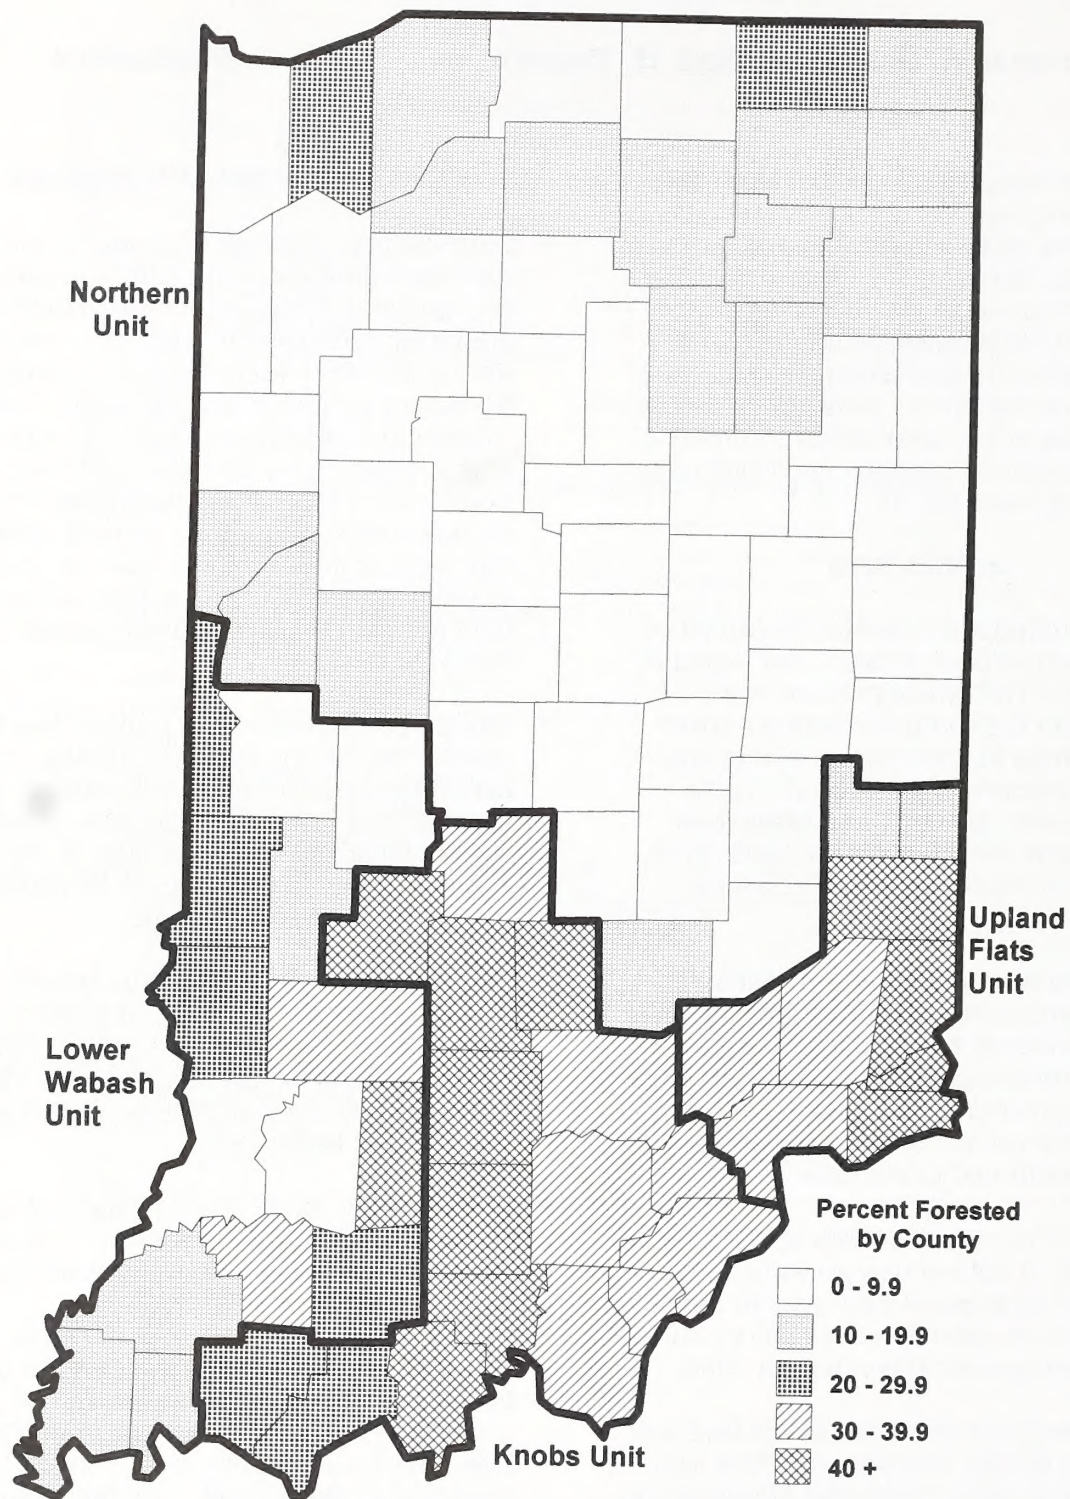 Northern
Unit
Upland
Flats
Unit
Lower
Wabash
Unit
Knobs Unit
Percent Forested
by County
0 - 9.9
10 - 19.9
20 - 29.9
30 - 39.9
40 +